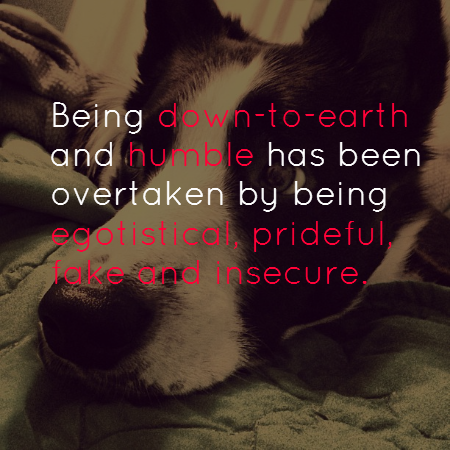 Being down-to-earth
and humble has been
overtaken by being
egotistical, prideful,
fake and insecure.